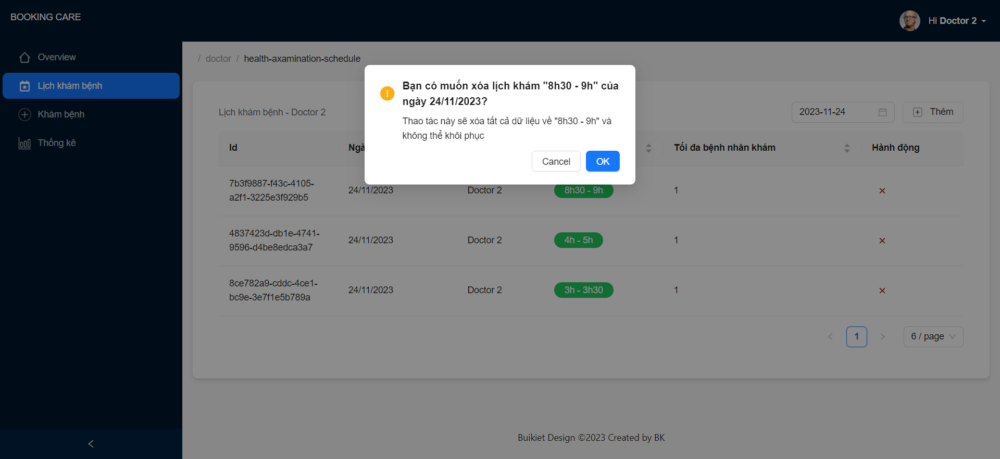 BOOKING CARE
Hi Doctor 2
Overview
Lịch khám bệnh
Khám bệnh
Thống kê
/ doctor / health-axamination-schedule
Bạn có muốn xóa lịch khám "8h30 - 9h" của
ngày 24/11/2023?
Thao tác này sẽ xóa tất cả dữ liệu về "8h30 - 9h" và
không thể khôi phục
Cancel OK
Lịch khám bệnh - Doctor 2
2023-11-24
Thêm
Id Tối đa bệnh nhân khám Hành động
7b3f9887-f43c-4105-
a2f1-3225e3f929b5
24/11/2023 Doctor 2 8h30 - 9h 1
4837423d-db1e-4741-
9596-d4be8edca3a7
24/11/2023 Doctor 2 4h - 5h 1
8ce782a9-cddc-4ce1-
bc9e-3e7f1e5b789a
24/11/2023 Doctor 2 3h - 3h30 1
1
6 / page
Buikiet Design ©2023 Created by BK